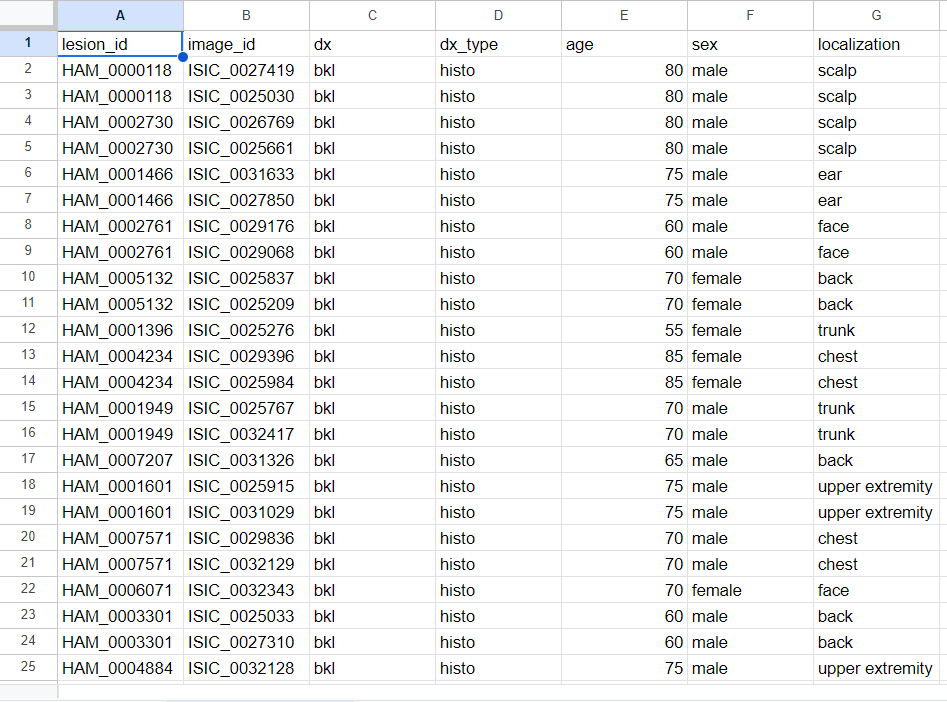 A B C D E F G
1 lesion_id image_id dx dx_type age sex localization
2 HAM_0000118 ISIC_0027419 bkl histo 80 male scalp
3 HAM_0000118 ISIC_0025030 bkl histo 80 male scalp
4 HAM_0002730 ISIC_0026769 bkl histo 80 male scalp
5 HAM_0002730 ISIC_0025661 bkl histo 80 male scalp
6 HAM_0001466 ISIC_0031633 bkl histo 75 male ear
7 HAM_0001466 ISIC_0027850 bkl histo 75 male ear
8 HAM_0002761 ISIC_0029176 bkl histo 60 male face
9 HAM_0002761 ISIC_0029068 bkl histo 60 male face
10 HAM_0005132 ISIC_0025837 bkl histo 70 female back
11 HAM_0005132 ISIC_0025209 bkl histo 70 female back
12 HAM_0001396 ISIC_0025276 bkl histo 55 female trunk
13 HAM_0004234 ISIC_0029396 bkl histo 85 female chest
14 HAM_0004234 ISIC_0025984 bkl histo 85 female chest
15 HAM_0001949 ISIC_0025767 bkl histo 70 male trunk
16 HAM_0001949 ISIC_0032417 bkl histo 70 male trunk
17 HAM_0007207 ISIC_0031326 bkl histo 65 male back
18 HAM_0001601 ISIC_0025915 bkl histo 75 male upper extremity
19 HAM_0001601 ISIC_0031029 bkl histo 75 male upper extremity
20 HAM_0007571 ISIC_0029836 bkl histo 70 male chest
21 HAM_0007571 ISIC_0032129 bkl histo 70 male chest
22 HAM_0006071 ISIC_0032343 bkl histo 70 female face
23 HAM_0003301 ISIC_0025033 bkl histo 60 male back
24 HAM_0003301 ISIC_0027310 bkl histo 60 male back
25 HAM_0004884 ISIC_0032128 bkl histo 75 male upper extremity